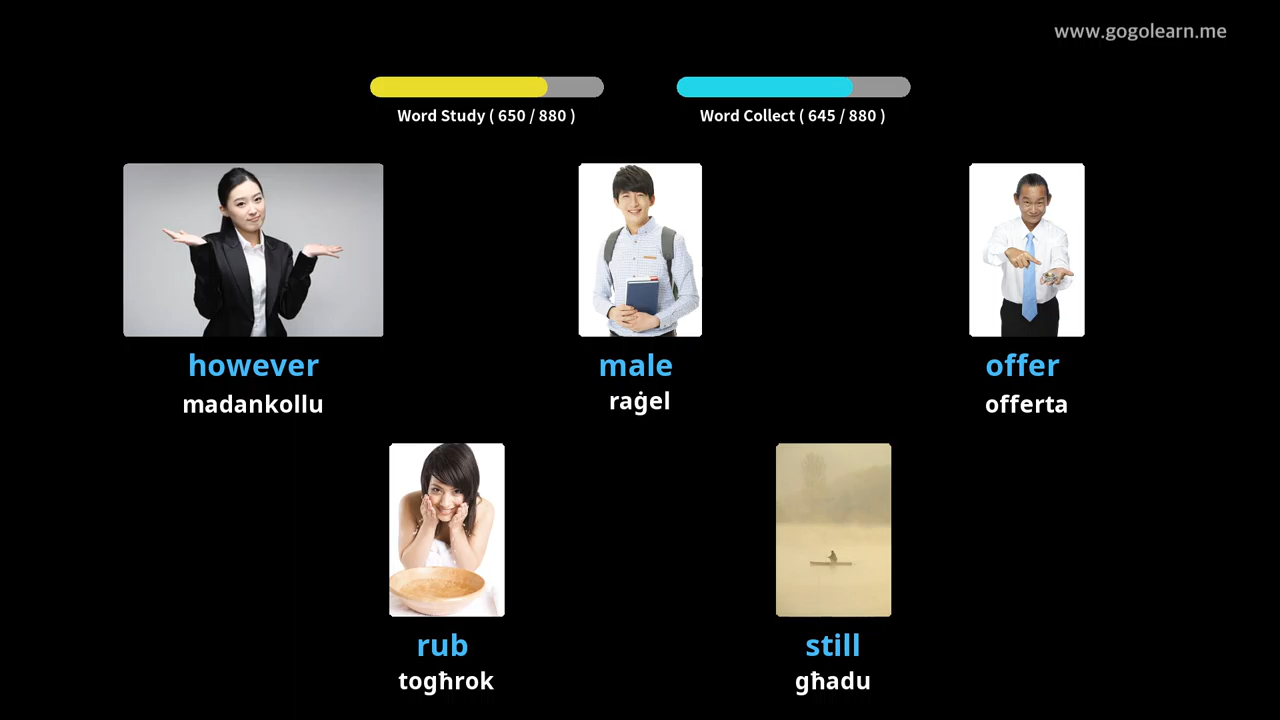 www.gogolearn.me
Word Study ( 650 / 880 )
Word Collect ( 645 / 880 )
however
male
offer
madankollu
raġel
offerta
rub
still
togħrok
għadu